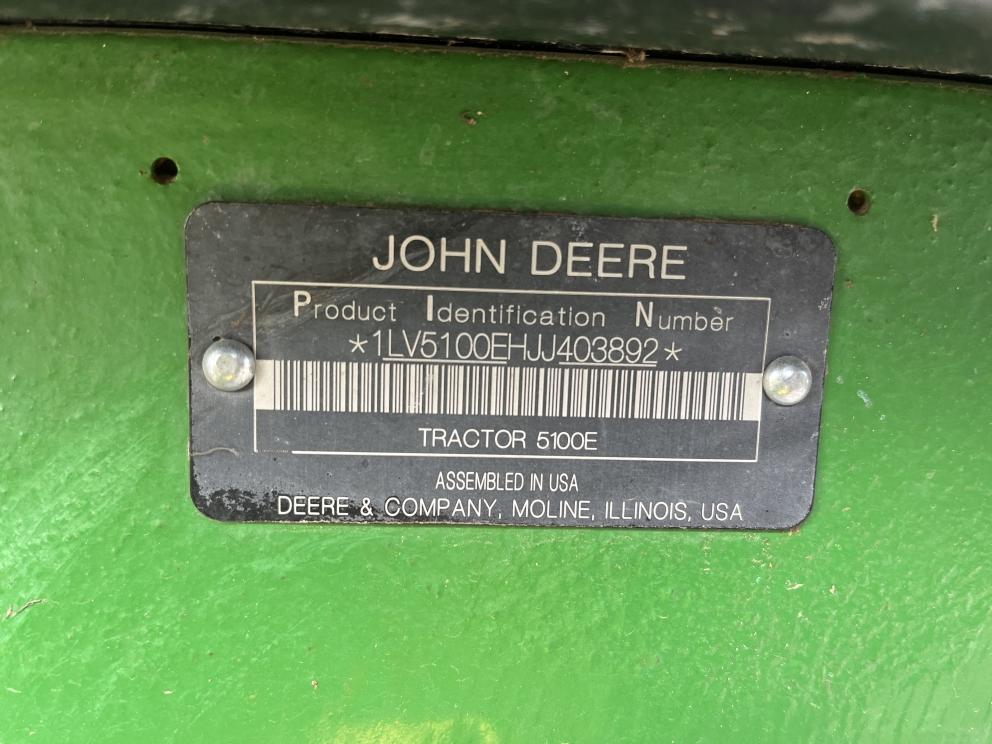 JOHN DEERE
Product Identification Number
*1LV5100EHJJ403892*
TRACTOR 5100E
ASSEMBLED IN USA
DEERE & COMPANY, MOLINE, ILLINOIS, USA